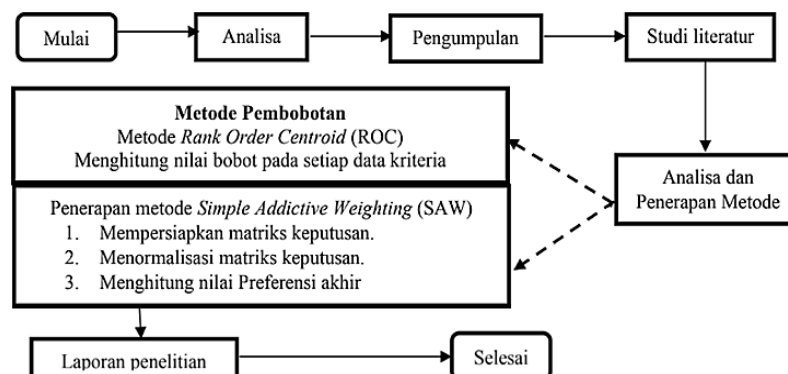 Mulai
Analisa
Pengumpulan
Studi literatur
Metode Pembobotan
Metode Rank Order Centroid (ROC)
Menghitung nilai bobot pada setiap data kriteria
Analisa dan
Penerapan Metode
Penerapan metode Simple Addictive Weighting (SAW)
1. Mempersiapkan matriks keputusan.
2. Menormalisasi matriks keputusan.
3. Menghitung nilai Preferensi akhir
Laporan penelitian
Selesai